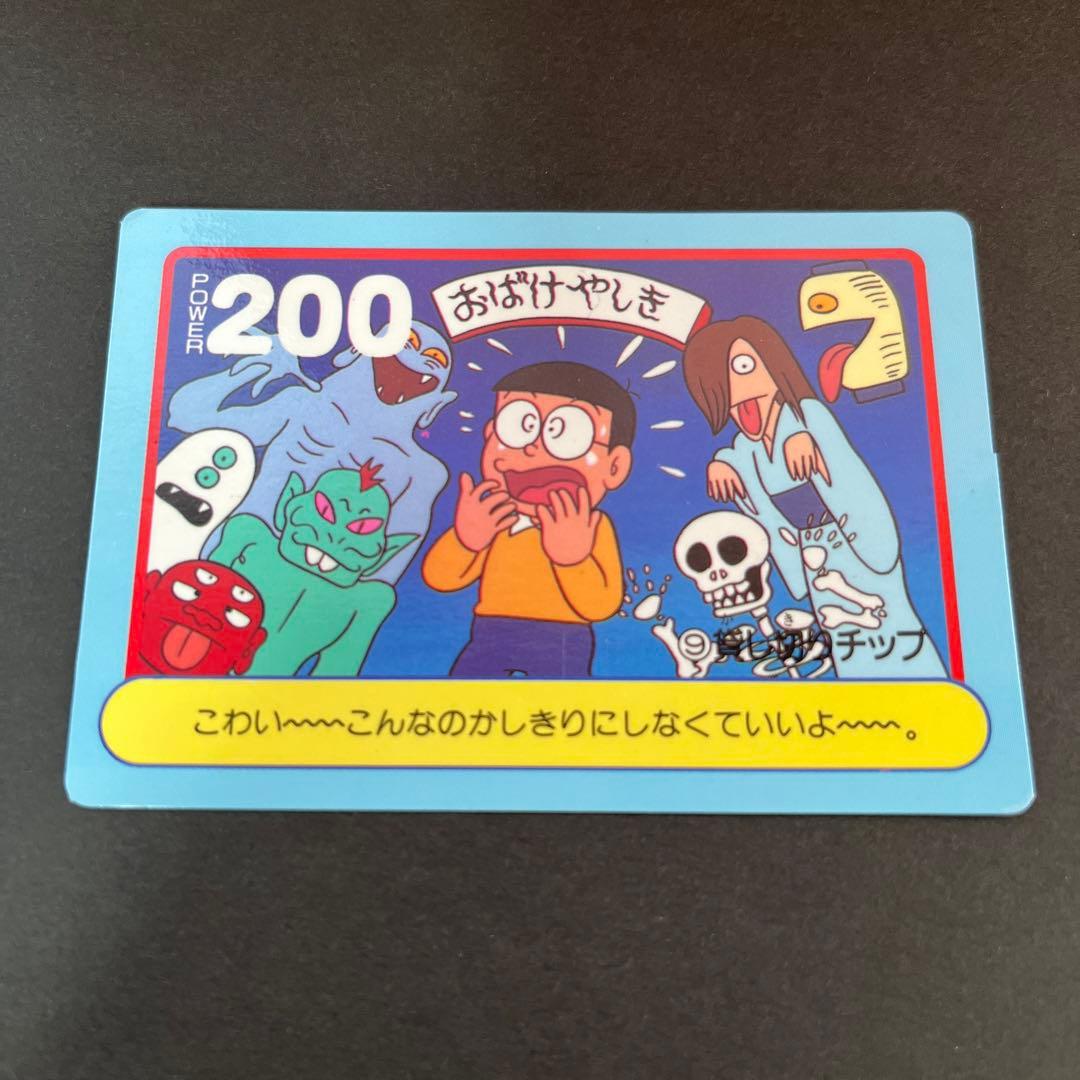 POWER
200
おばけやしき
⑨貸し切りチップ
き
こわい〜〜こんなのかしきりにしなくていいよ〜〜。